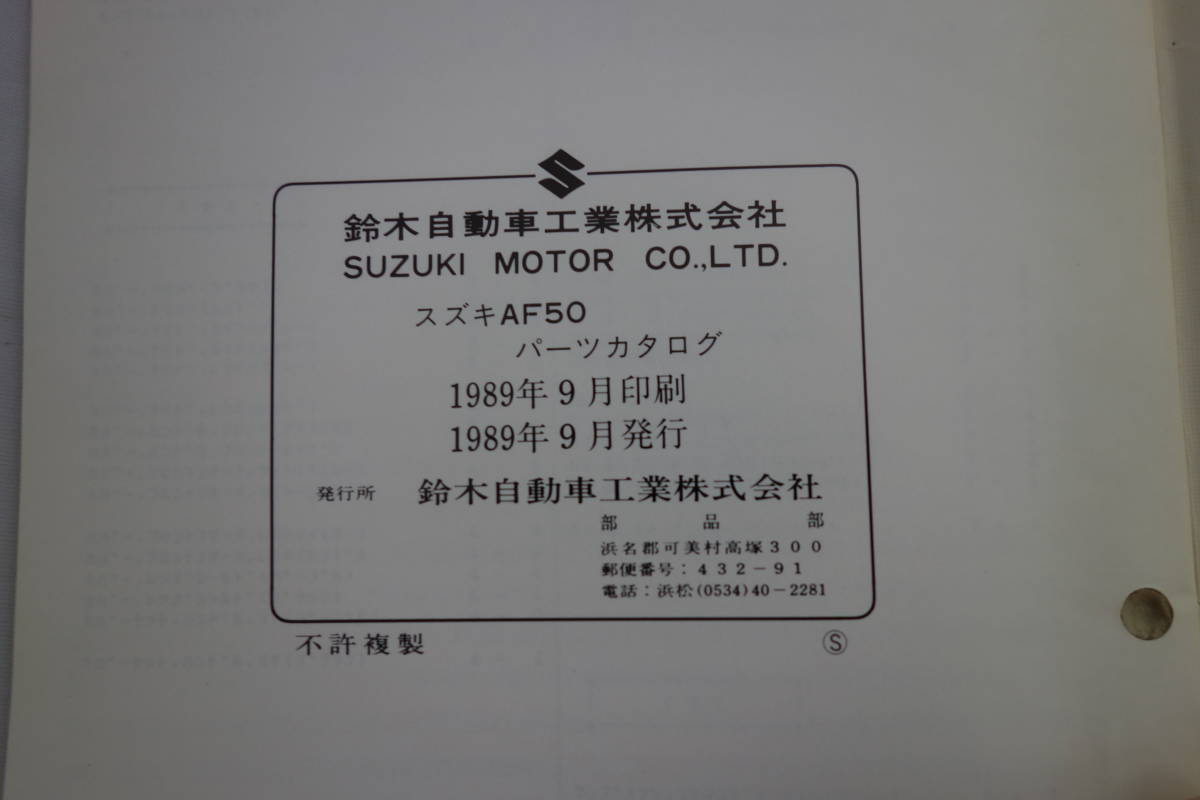 鈴木自動車工業株式会社
SUZUKI MOTOR CO.,LTD.
スズキAF50
パーツカタログ
1989年9月印刷
1989年9月発行
発行所 鈴木自動車工業株式会社
部品部
浜名郡可美村高塚300
郵便番号:432-91
電話:浜松(0534)40-2281
不許複製 Ⓢ